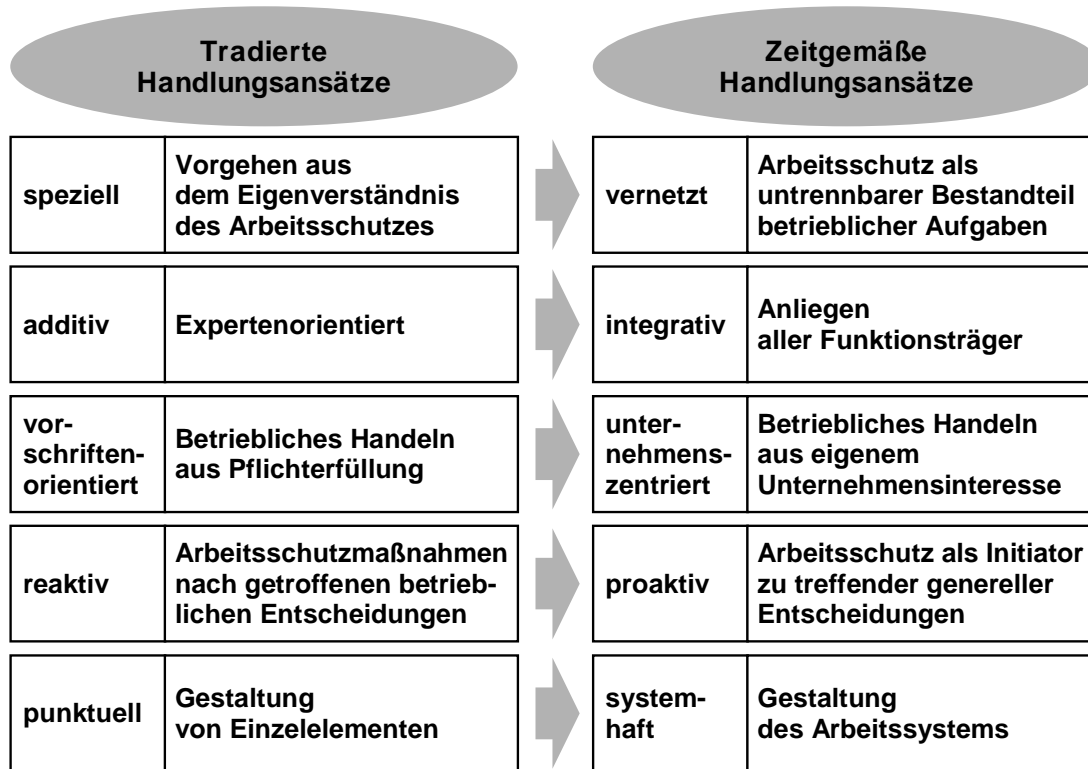 Tradierte
Handlungsansätze
Zeitgemäße
Handlungsansätze
speziell
Vorgehen aus
dem Eigenverständnis
des Arbeitsschutzes
vernetzt
Arbeitsschutz als
untrennbarer Bestandteil
betrieblicher Aufgaben
additiv
Expertenorientiert
integrativ
Anliegen
aller Funktionsträger
vor-
schriften-
orientiert
Betriebliches Handeln
aus Pflichterfüllung
unter-
nehmens-
zentriert
Betriebliches Handeln
aus eigenem
Unternehmensinteresse
reaktiv
Arbeitsschutzmaßnahmen
nach getroffenen betrieb-
lichen Entscheidungen
proaktiv
Arbeitsschutz als Initiator
zu treffender genereller
Entscheidungen
punktuell
Gestaltung
von Einzelelementen
system-
haft
Gestaltung
des Arbeitssystems